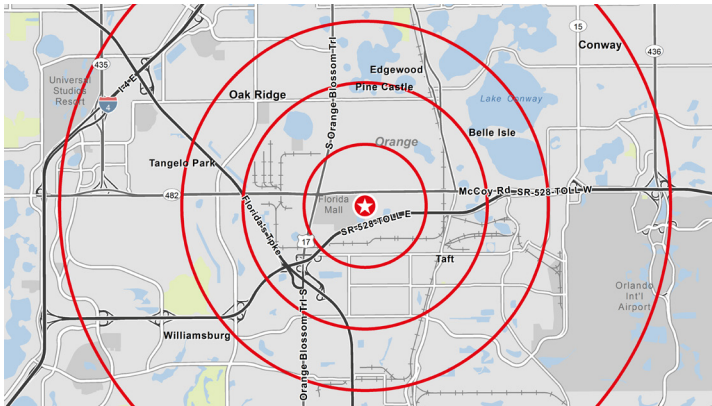 15
Conway
436
435
I-4 E
4
Universal
Studios
Resort
Edgewood
Pine Castle
Oak Ridge
Lake Conway
S-Orange-Blossom-Trl
Orange
Belle Isle
Tangelo Park
482
Florida
Mall
McCoy Rd
SR-528-TOLL W
Florida's Tpke
SR-528-TOLL E
17
Taft
Orlando
Int'l
Airport
Orange-Blossom-Trl-S
Williamsburg